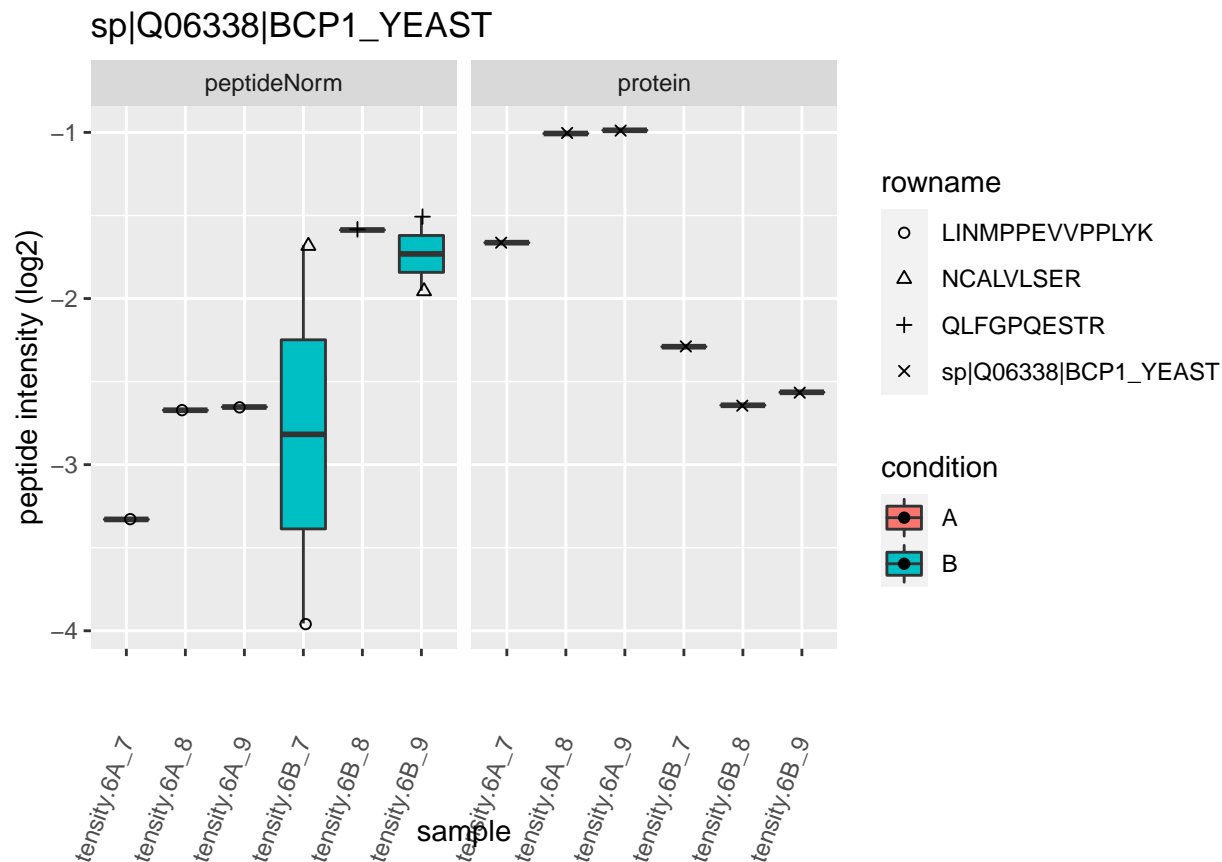 sp|Q06338|BCP1_YEAST
peptideNorm
protein
peptide intensity (log2)
−1
−2
−3
−4
tensity.6A_7
tensity.6A_8
tensity.6A_9
tensity.6B_7
tensity.6B_8
tensity.6B_9
tensity.6A_7
tensity.6A_8
tensity.6A_9
tensity.6B_7
tensity.6B_8
tensity.6B_9
sample
rowname
LINMPPEVVPPLYK
NCALVLSER
QLFGPQESTR
sp|Q06338|BCP1_YEAST
condition
A
B